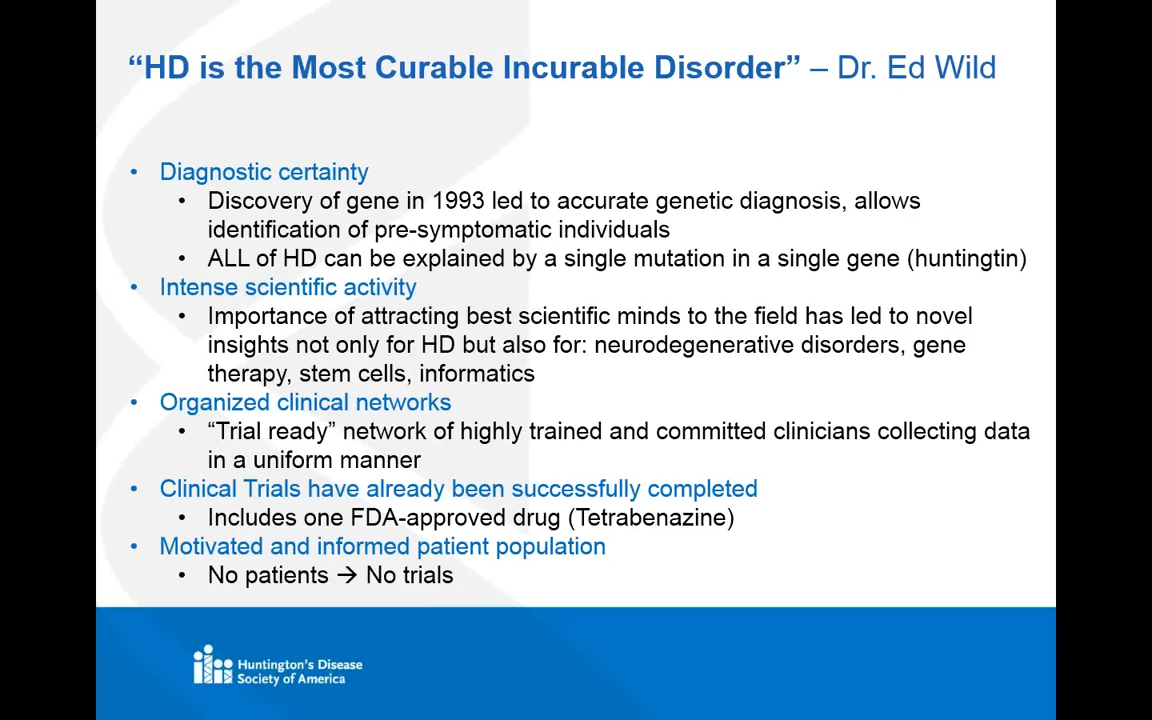 “HD is the Most Curable Incurable Disorder” – Dr. Ed Wild
• Diagnostic certainty
• Discovery of gene in 1993 led to accurate genetic diagnosis, allows
identification of pre-symptomatic individuals
• ALL of HD can be explained by a single mutation in a single gene (huntingtin)
• Intense scientific activity
• Importance of attracting best scientific minds to the field has led to novel
insights not only for HD but also for: neurodegenerative disorders, gene
therapy, stem cells, informatics
• Organized clinical networks
• “Trial ready” network of highly trained and committed clinicians collecting data
in a uniform manner
• Clinical Trials have already been successfully completed
• Includes one FDA-approved drug (Tetrabenazine)
• Motivated and informed patient population
• No patients → No trials
Huntington's Disease
Society of America